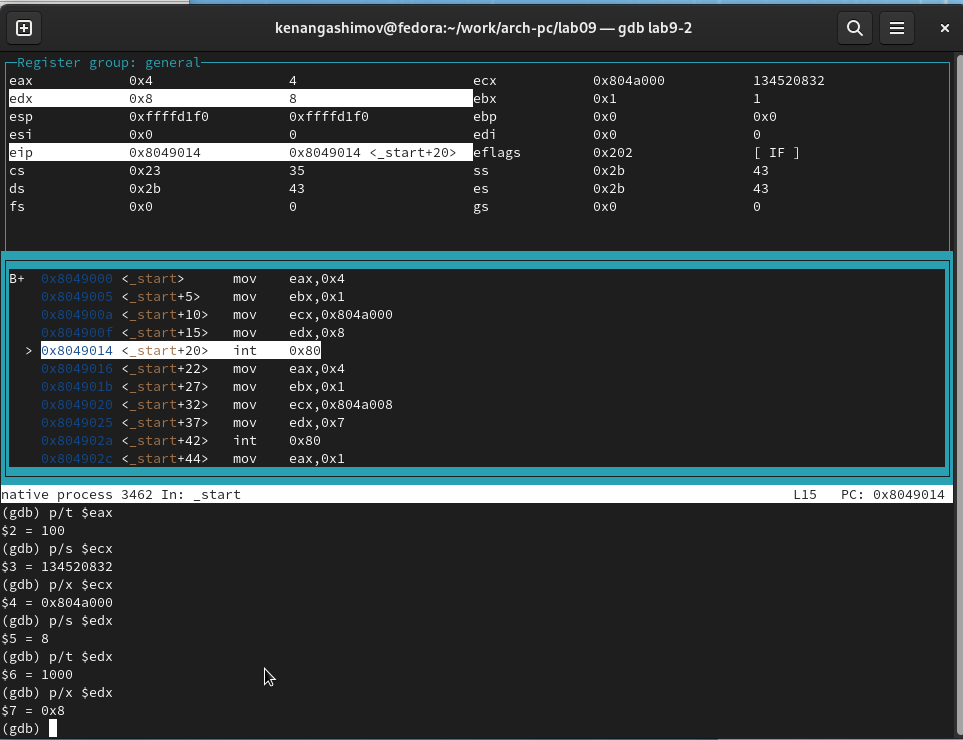 kenangashimov@fedora:~/work/arch-pc/lab09 — gdb lab9-2
Register group: general
eax 0x4 4 ecx 0x804a000 134520832
edx 0x8 8 ebx 0x1 1
esp 0xffffd1f0 0xffffd1f0 ebp 0x0 0x0
esi 0x0 0 edi 0x0 0
eip 0x8049014 0x8049014 <_start+20> eflags 0x202 [ IF ]
cs 0x23 35 ss 0x2b 43
ds 0x2b 43 es 0x2b 43
fs 0x0 0 gs 0x0 0
B+ 0x8049000 <_start> mov eax,0x4
0x8049005 <_start+5> mov ebx,0x1
0x804900a <_start+10> mov ecx,0x804a000
0x804900f <_start+15> mov edx,0x8
> 0x8049014 <_start+20> int 0x80
0x8049016 <_start+22> mov eax,0x4
0x804901b <_start+27> mov ebx,0x1
0x8049020 <_start+32> mov ecx,0x804a008
0x8049025 <_start+37> mov edx,0x7
0x804902a <_start+42> int 0x80
0x804902c <_start+44> mov eax,0x1
native process 3462 In: _start L15 PC: 0x8049014
(gdb) p/t $eax
$2 = 100
(gdb) p/s $ecx
$3 = 134520832
(gdb) p/x $ecx
$4 = 0x804a000
(gdb) p/s $edx
$5 = 8
(gdb) p/t $edx
$6 = 1000
(gdb) p/x $edx
$7 = 0x8
(gdb)